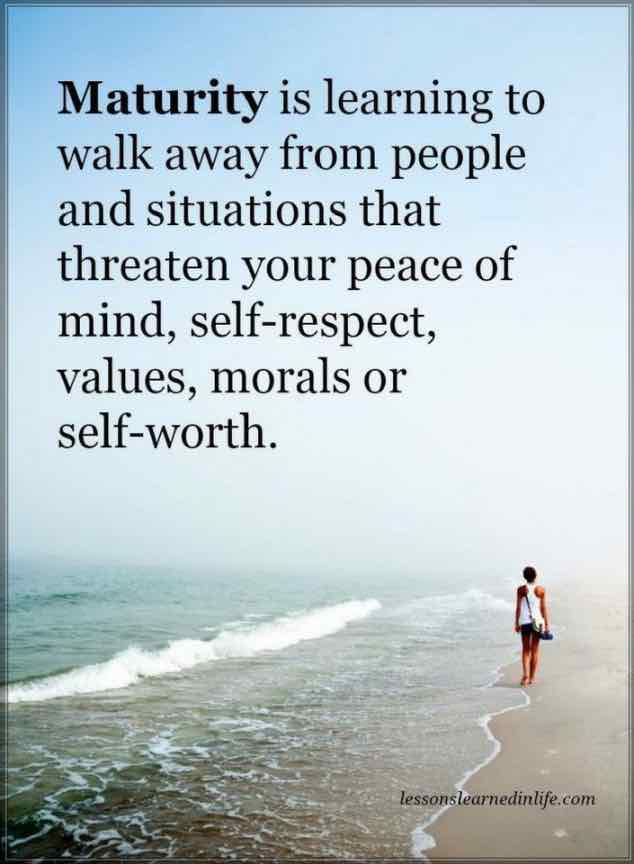 Maturity is learning to
walk away from people
and situations that
threaten your peace of
mind, self-respect,
values, morals or
self-worth.
lessonslearnedinlife.com